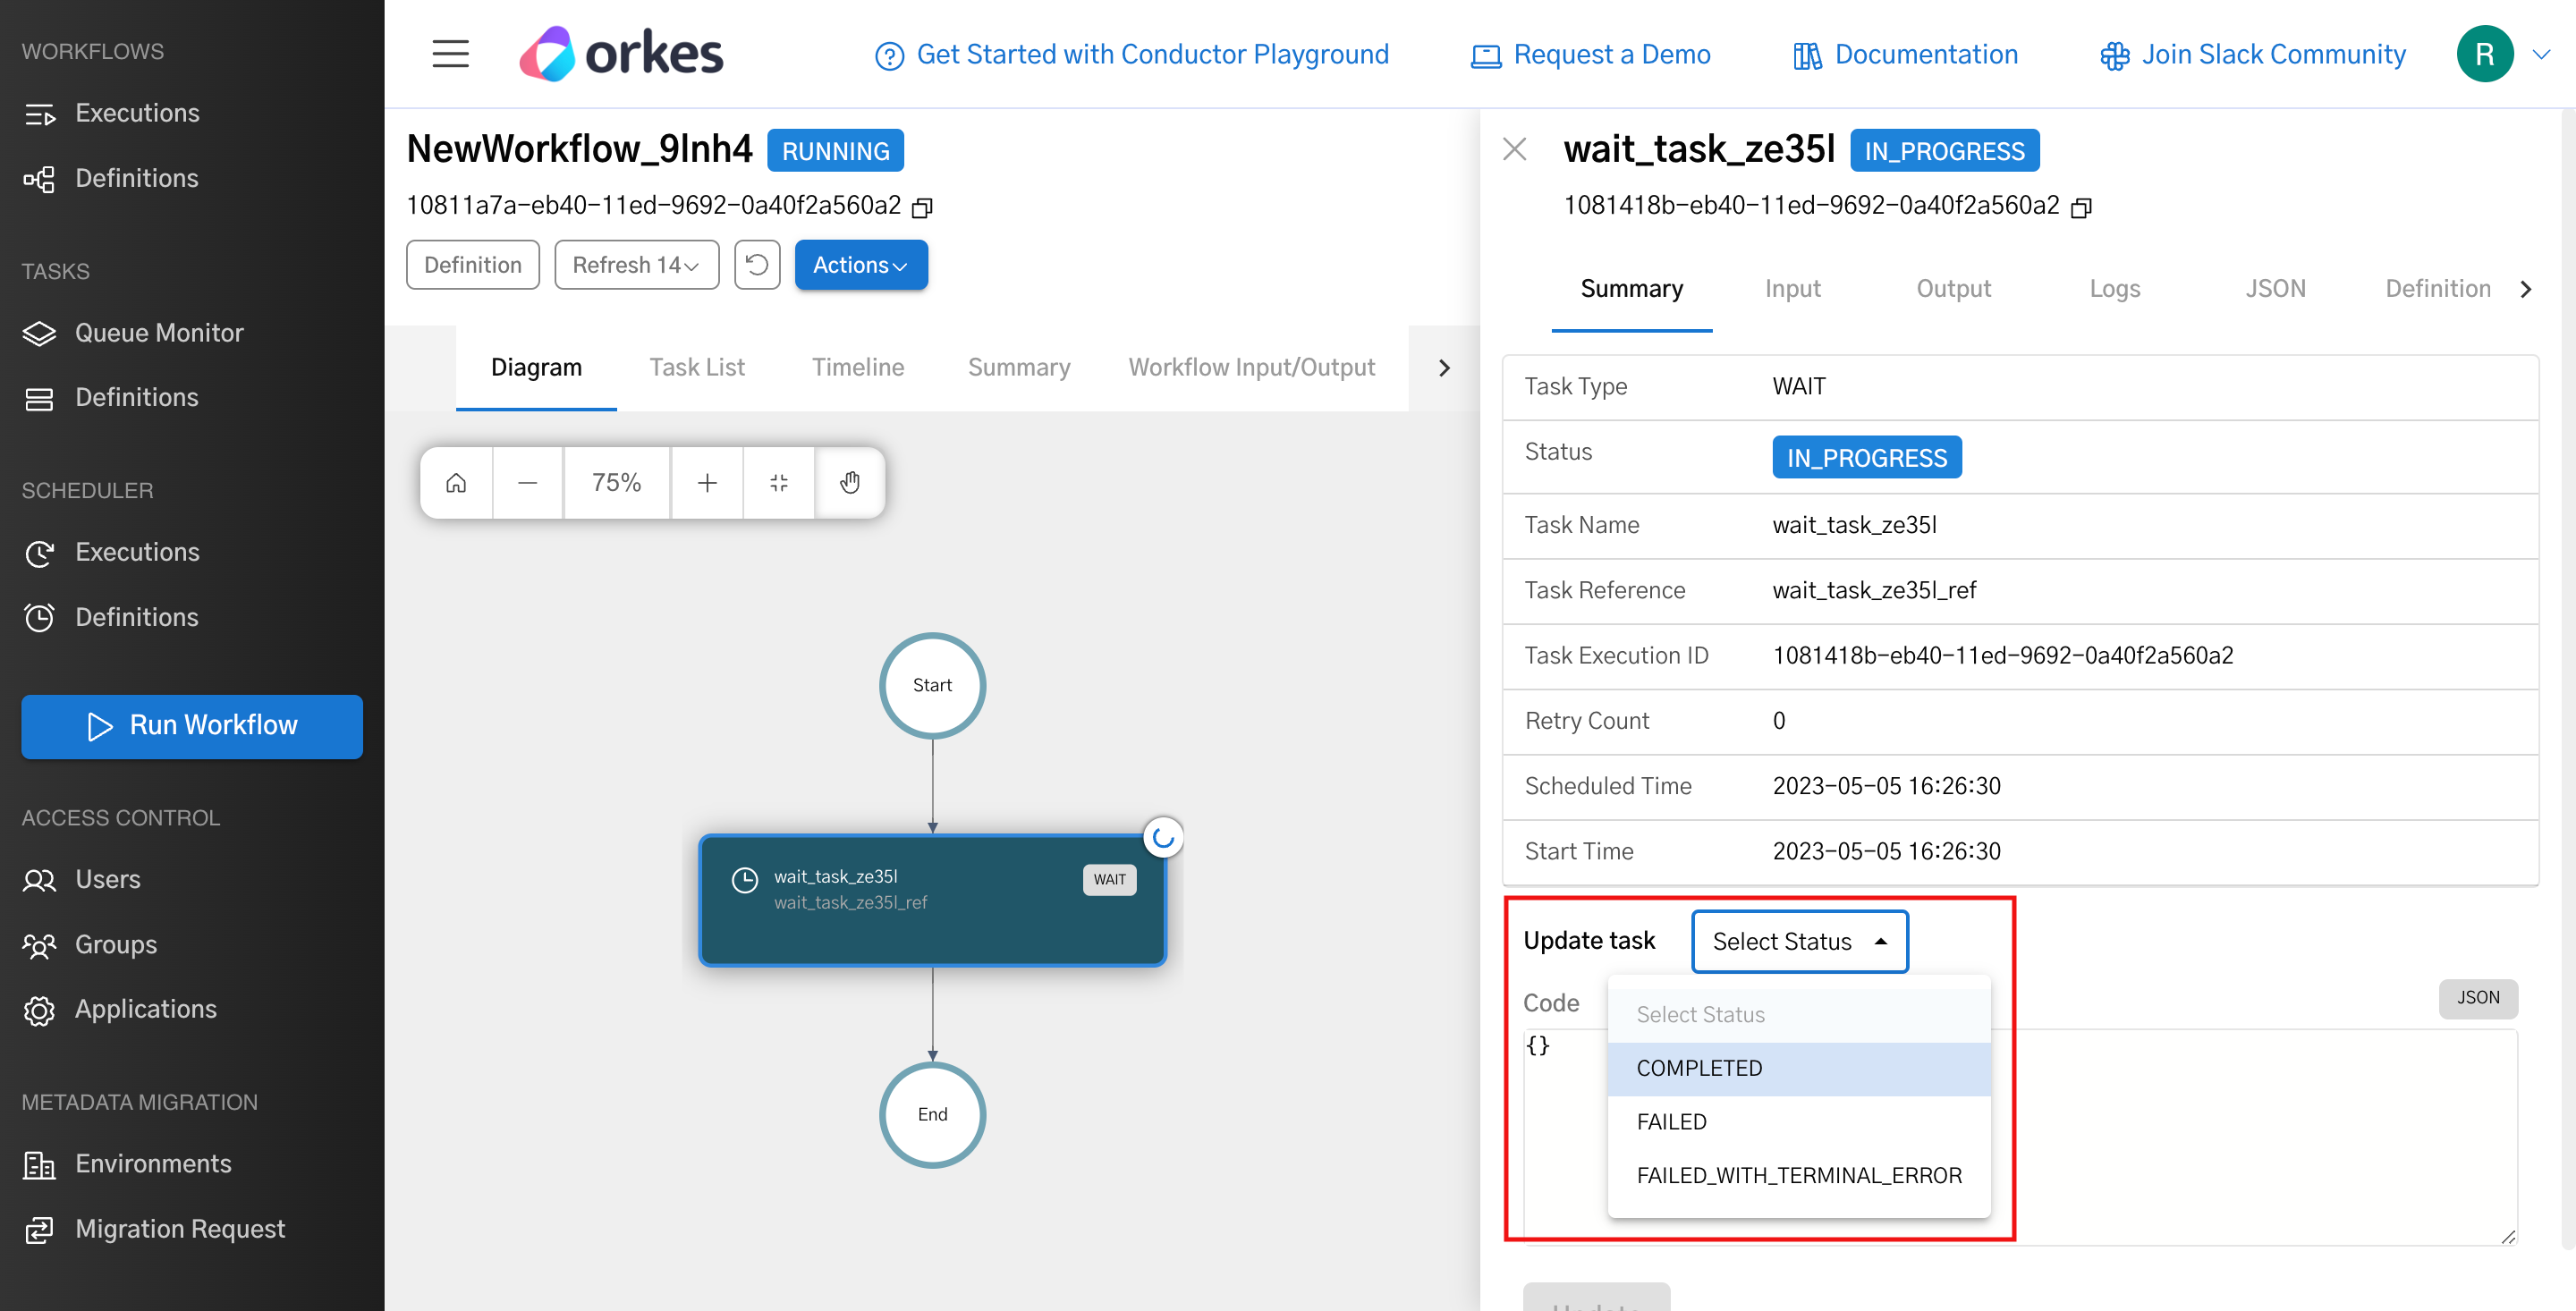 WORKFLOWS
Executions
Definitions
TASKS
Queue Monitor
Definitions
SCHEDULER
Executions
Definitions
Run Workflow
ACCESS CONTROL
Users
Groups
Applications
METADATA MIGRATION
Environments
Migration Request
orkes
Get Started with Conductor Playground
Request a Demo
Documentation
Join Slack Community
R
NewWorkflow_9lnh4 RUNNING
10811a7a-eb40-11ed-9692-0a40f2a560a2
Definition Refresh 14 Actions
Diagram Task List Timeline Summary Workflow Input/Output
75%
Start
wait_task_ze35l
wait_task_ze35l_ref
WAIT
End
wait_task_ze35l IN_PROGRESS
1081418b-eb40-11ed-9692-0a40f2a560a2
Summary Input Output Logs JSON Definition
Task Type WAIT
Status IN_PROGRESS
Task Name wait_task_ze35l
Task Reference wait_task_ze35l_ref
Task Execution ID 1081418b-eb40-11ed-9692-0a40f2a560a2
Retry Count 0
Scheduled Time 2023-05-05 16:26:30
Start Time 2023-05-05 16:26:30
Update task Select Status
Code JSON
{}
Select Status
COMPLETED
FAILED
FAILED_WITH_TERMINAL_ERROR